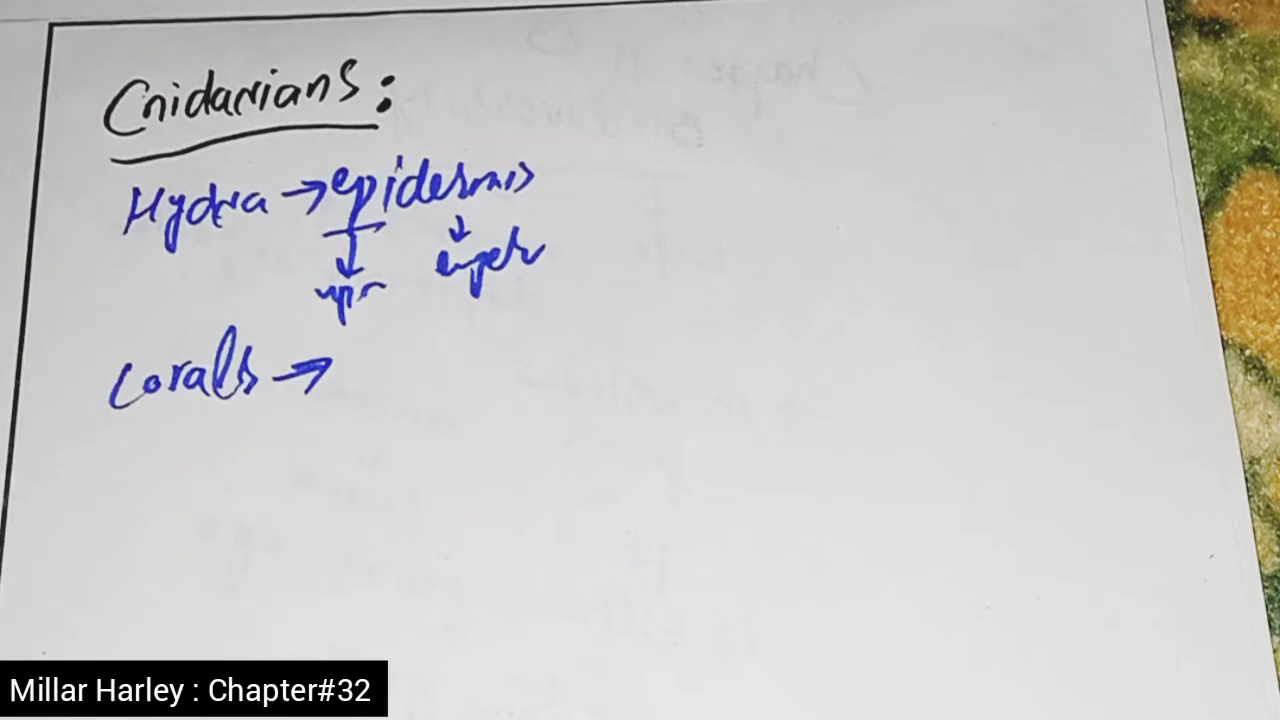 Cnidarians:
Hydra → epidermis
↓ ↓
Corals →
Millar Harley : Chapter#32